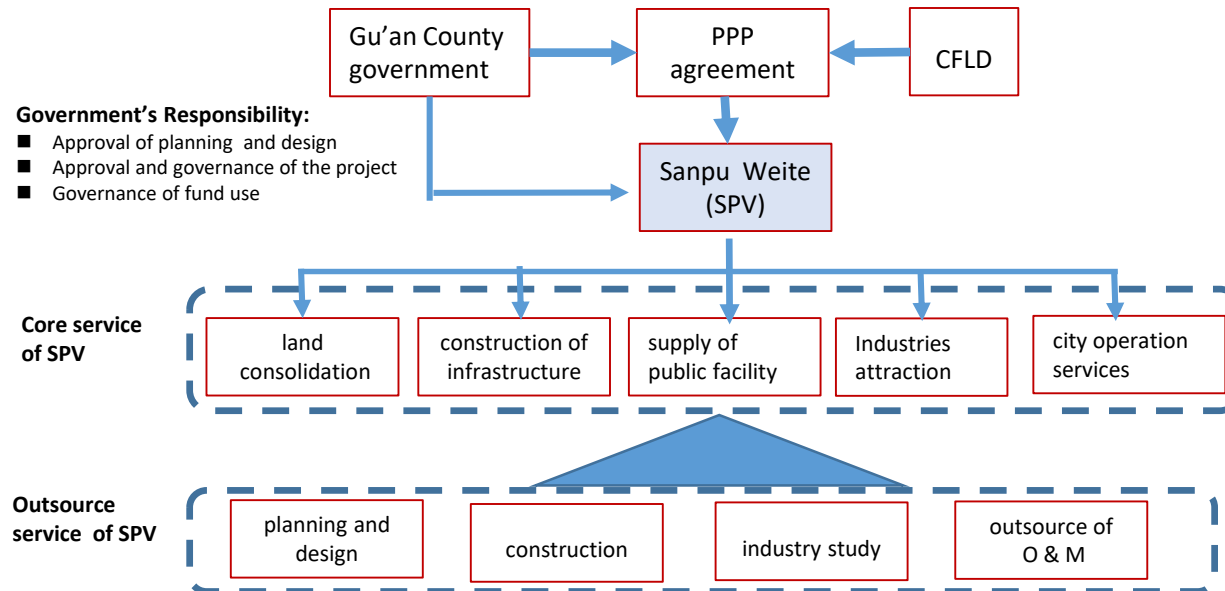 Gu'an County
government
PPP
agreement
CFLD
Government's Responsibility:
■ Approval of planning and design
■ Approval and governance of the project
■ Governance of fund use
Sanpu Weite
(SPV)
Core service
of SPV
land
consolidation
construction of
infrastructure
supply of
public facility
Industries
attraction
city operation
services
Outsource
service of SPV
planning and
design
construction
industry study
outsource of
O & M